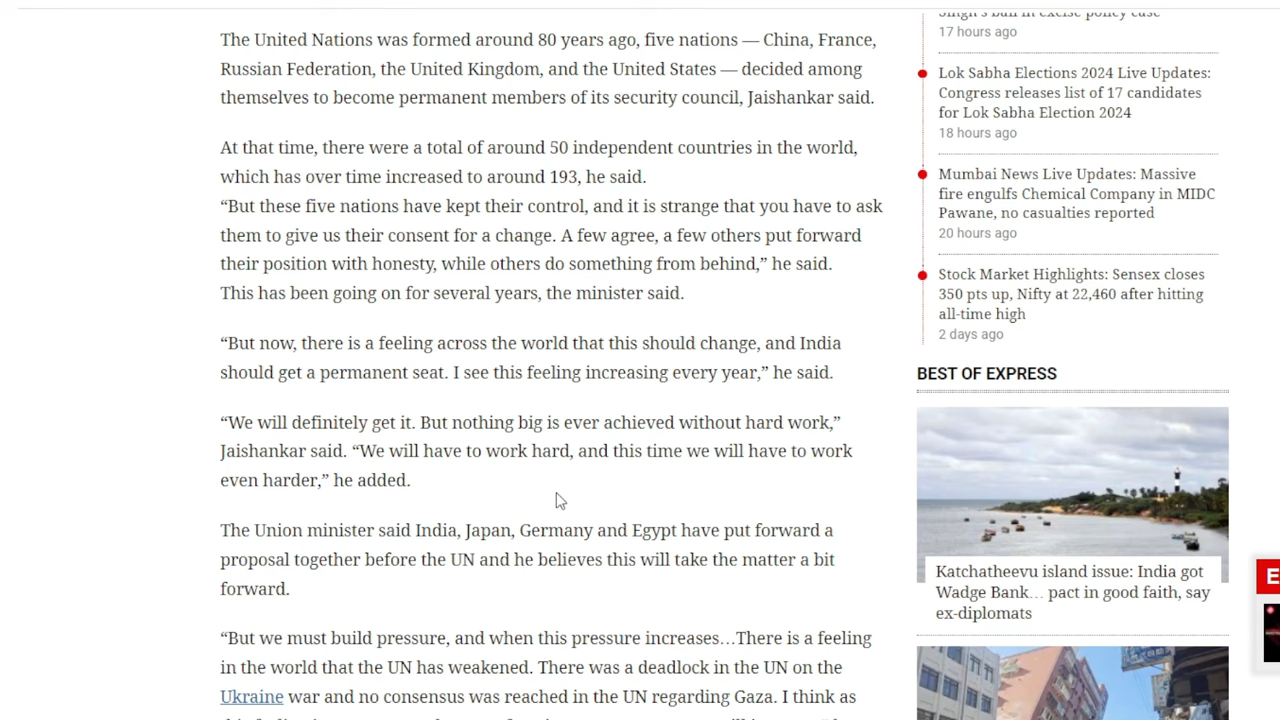 The United Nations was formed around 80 years ago, five nations — China, France,
Russian Federation, the United Kingdom, and the United States — decided among
themselves to become permanent members of its security council, Jaishankar said.
At that time, there were a total of around 50 independent countries in the world,
which has over time increased to around 193, he said.
“But these five nations have kept their control, and it is strange that you have to ask
them to give us their consent for a change. A few agree, a few others put forward
their position with honesty, while others do something from behind,” he said.
This has been going on for several years, the minister said.
“But now, there is a feeling across the world that this should change, and India
should get a permanent seat. I see this feeling increasing every year,” he said.
“We will definitely get it. But nothing big is ever achieved without hard work,”
Jaishankar said. “We will have to work hard, and this time we will have to work
even harder,” he added.
The Union minister said India, Japan, Germany and Egypt have put forward a
proposal together before the UN and he believes this will take the matter a bit
forward.
“But we must build pressure, and when this pressure increases…There is a feeling
in the world that the UN has weakened. There was a deadlock in the UN on the
Ukraine war and no consensus was reached in the UN regarding Gaza. I think as
17 hours ago
Lok Sabha Elections 2024 Live Updates:
Congress releases list of 17 candidates
for Lok Sabha Election 2024
18 hours ago
Mumbai News Live Updates: Massive
fire engulfs Chemical Company in MIDC
Pawane, no casualties reported
20 hours ago
Stock Market Highlights: Sensex closes
350 pts up, Nifty at 22,460 after hitting
all-time high
2 days ago
BEST OF EXPRESS
Katchatheevu island issue: India got
Wadge Bank… pact in good faith, say
ex-diplomats